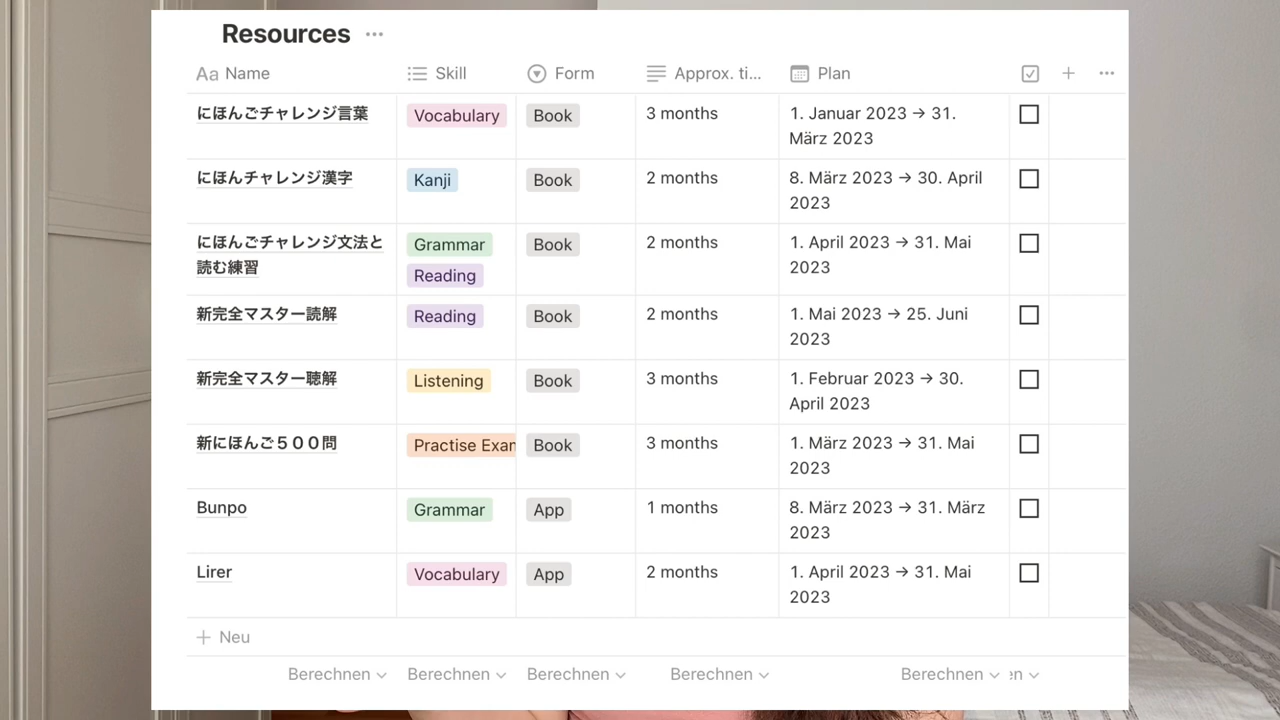 Resources
Aa Name Skill Form Approx. ti... Plan
にほんごチャレンジ言葉 Vocabulary Book 3 months 1. Januar 2023 → 31.
März 2023
にほんチャレンジ漢字 Kanji Book 2 months 8. März 2023 → 30. April
2023
にほんごチャレンジ文法と Grammar Book 2 months 1. April 2023 → 31. Mai
読む練習 Reading 2023
新完全マスター読解 Reading Book 2 months 1. Mai 2023 → 25. Juni
2023
新完全マスター聴解 Listening Book 3 months 1. Februar 2023 → 30.
April 2023
新にほんご５００問 Practise Exan Book 3 months 1. März 2023 → 31. Mai
2023
Bunpo Grammar App 1 months 8. März 2023 → 31. März
2023
Lirer Vocabulary App 2 months 1. April 2023 → 31. Mai
2023
+ Neu
Berechnen Berechnen Berechnen Berechnen Berechnen en